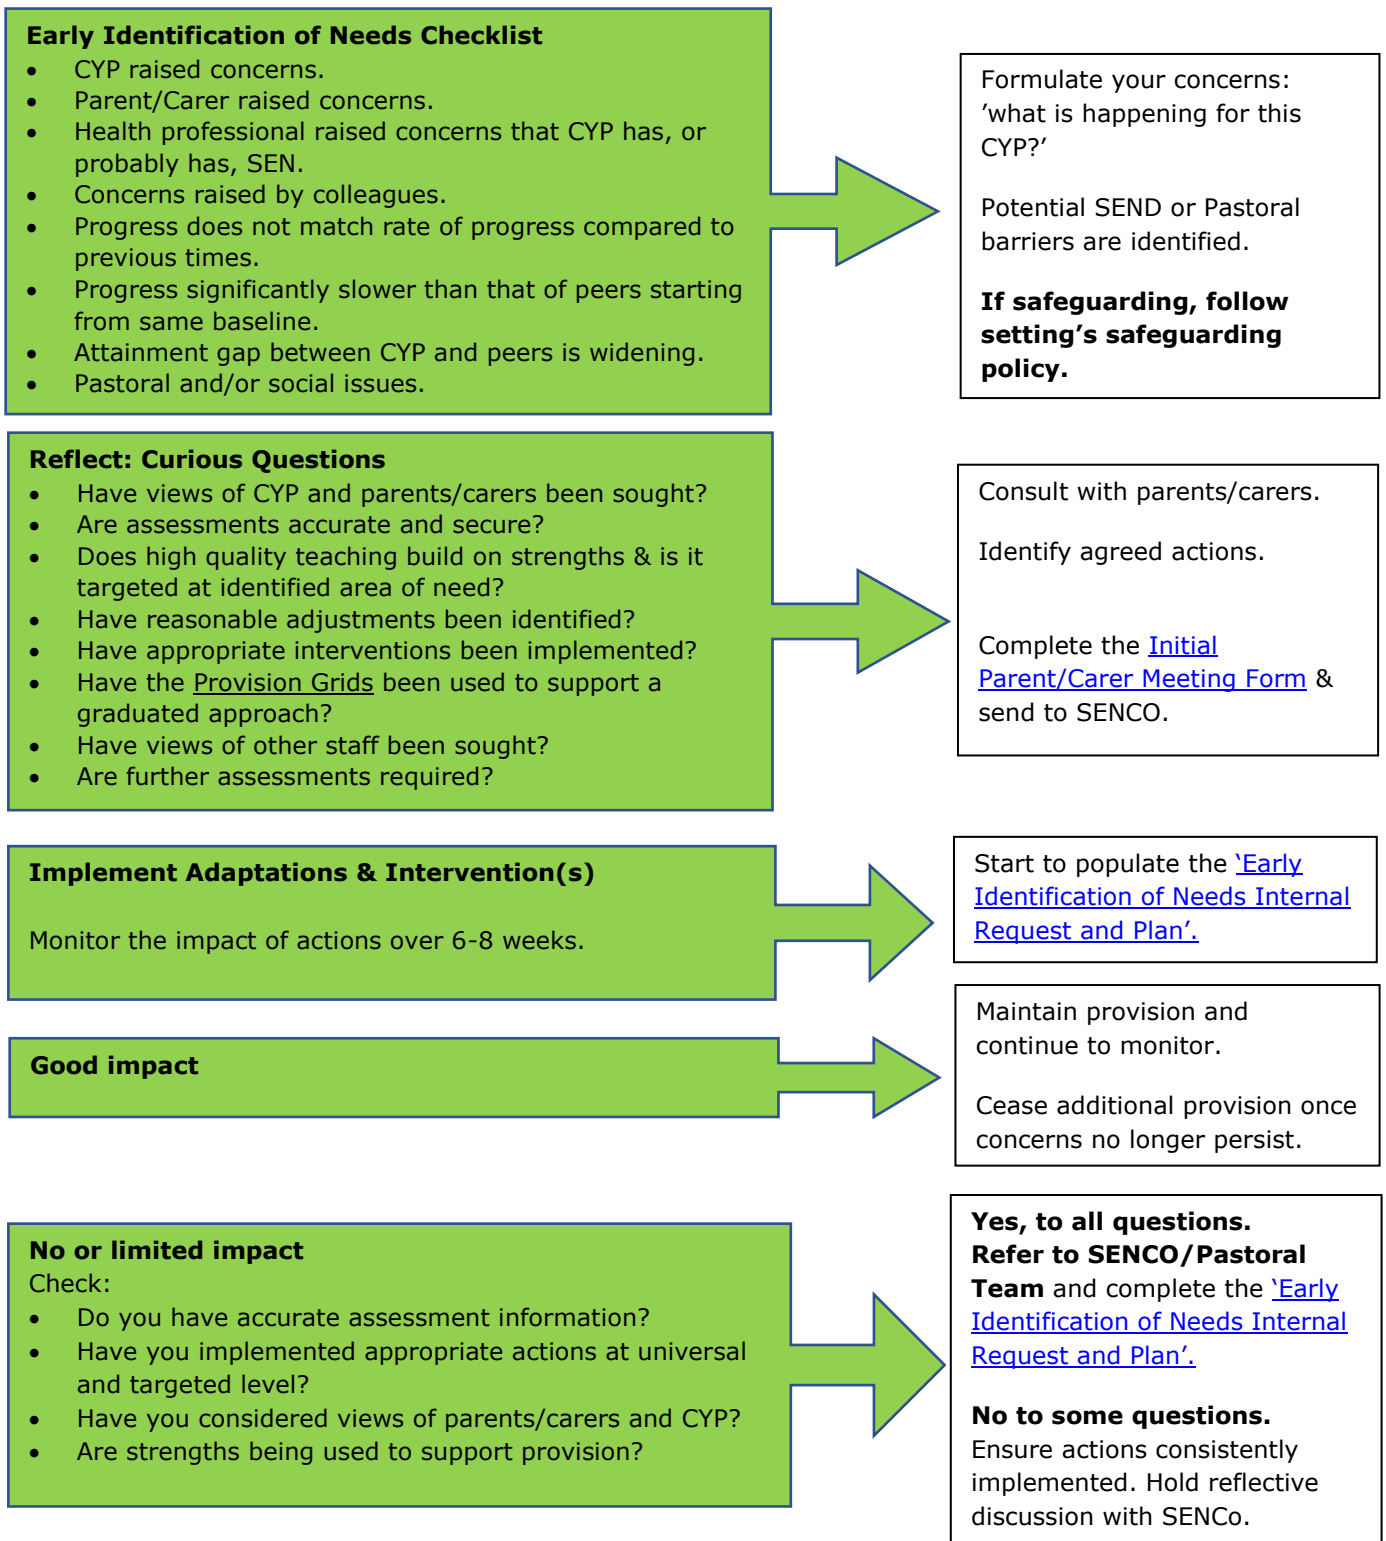 Early Identification of Needs Checklist
• CYP raised concerns.
• Parent/Carer raised concerns.
• Health professional raised concerns that CYP has, or
probably has, SEN.
• Concerns raised by colleagues.
• Progress does not match rate of progress compared to
previous times.
• Progress significantly slower than that of peers starting
from same baseline.
• Attainment gap between CYP and peers is widening.
• Pastoral and/or social issues.
Formulate your concerns:
’what is happening for this
CYP?’
Potential SEND or Pastoral
barriers are identified.
If safeguarding, follow
setting’s safeguarding
policy.
Reflect: Curious Questions
• Have views of CYP and parents/carers been sought?
• Are assessments accurate and secure?
• Does high quality teaching build on strengths & is it
targeted at identified area of need?
• Have reasonable adjustments been identified?
• Have appropriate interventions been implemented?
• Have the Provision Grids been used to support a
graduated approach?
• Have views of other staff been sought?
• Are further assessments required?
Consult with parents/carers.
Identify agreed actions.
Complete the Initial
Parent/Carer Meeting Form &
send to SENCO.
Implement Adaptations & Intervention(s)
Monitor the impact of actions over 6-8 weeks.
Start to populate the ‘Early
Identification of Needs Internal
Request and Plan’.
Good impact
Maintain provision and
continue to monitor.
Cease additional provision once
concerns no longer persist.
No or limited impact
Check:
• Do you have accurate assessment information?
• Have you implemented appropriate actions at universal
and targeted level?
• Have you considered views of parents/carers and CYP?
• Are strengths being used to support provision?
Yes, to all questions.
Refer to SENCO/Pastoral
Team and complete the ‘Early
Identification of Needs Internal
Request and Plan’.
No to some questions.
Ensure actions consistently
implemented. Hold reflective
discussion with SENCo.